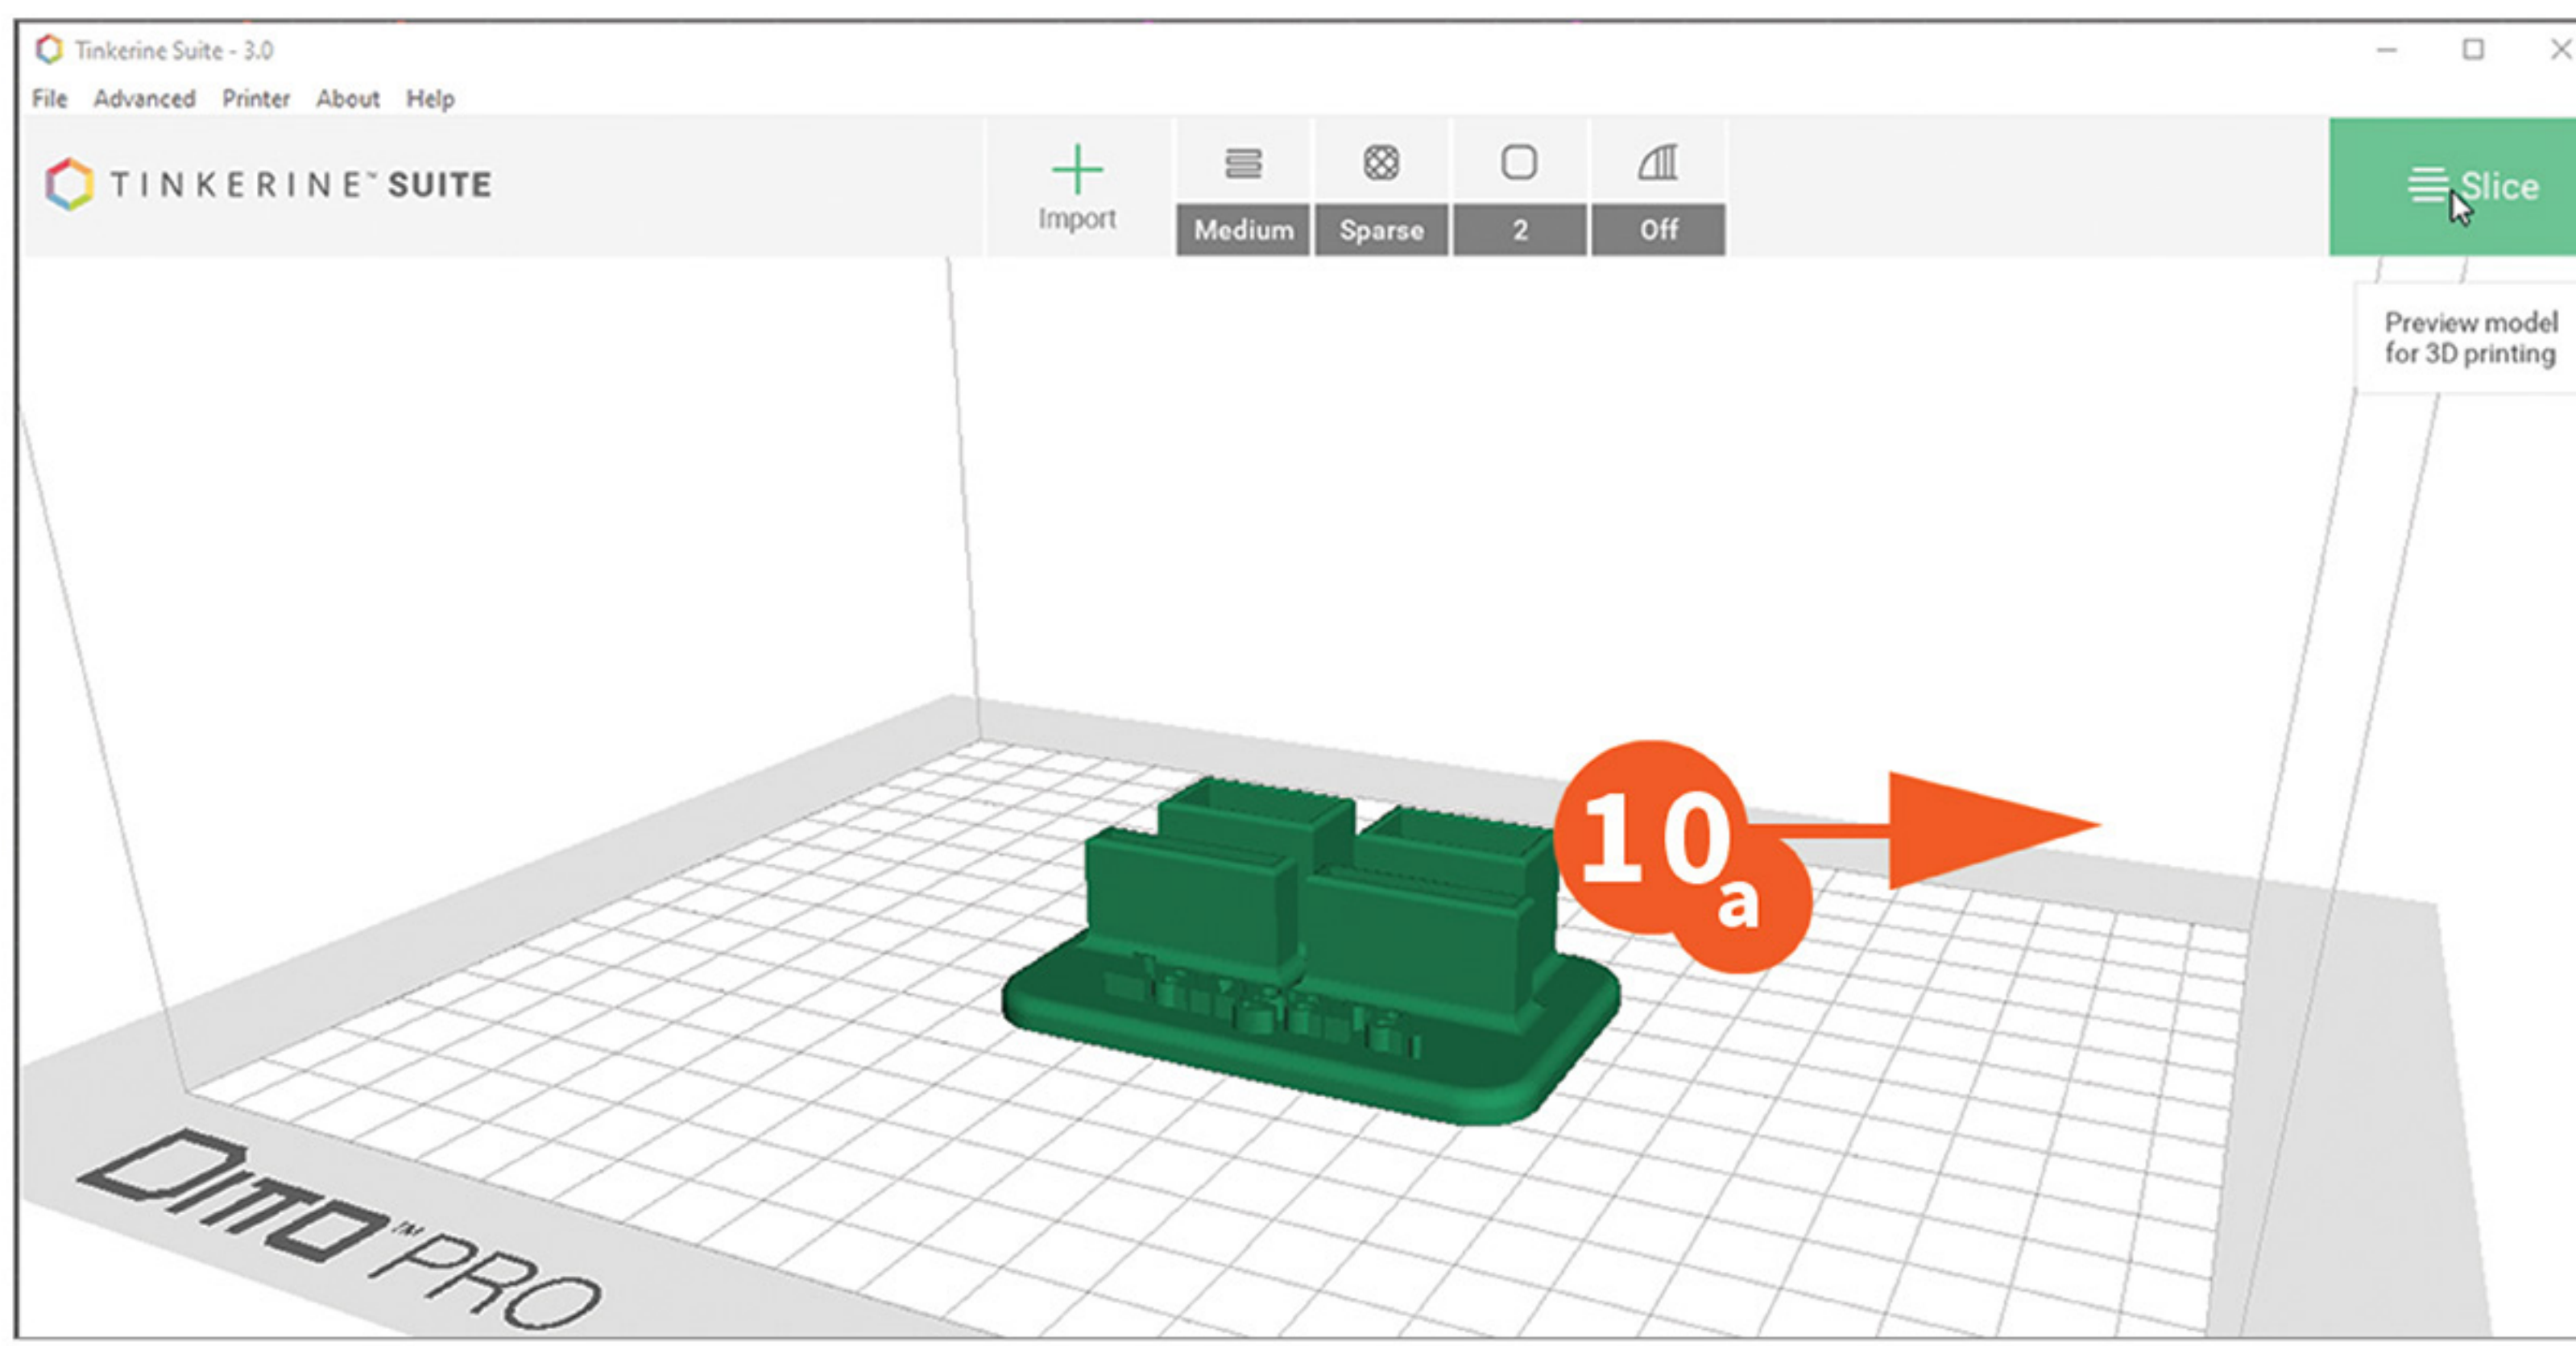 Tinkerine Suite - 3.0
File Advanced Printer About Help
TINKERINE™ SUITE
Import
Medium
Sparse
2
Off
Slice
Preview model
for 3D printing
10
a
DITTO™ PRO